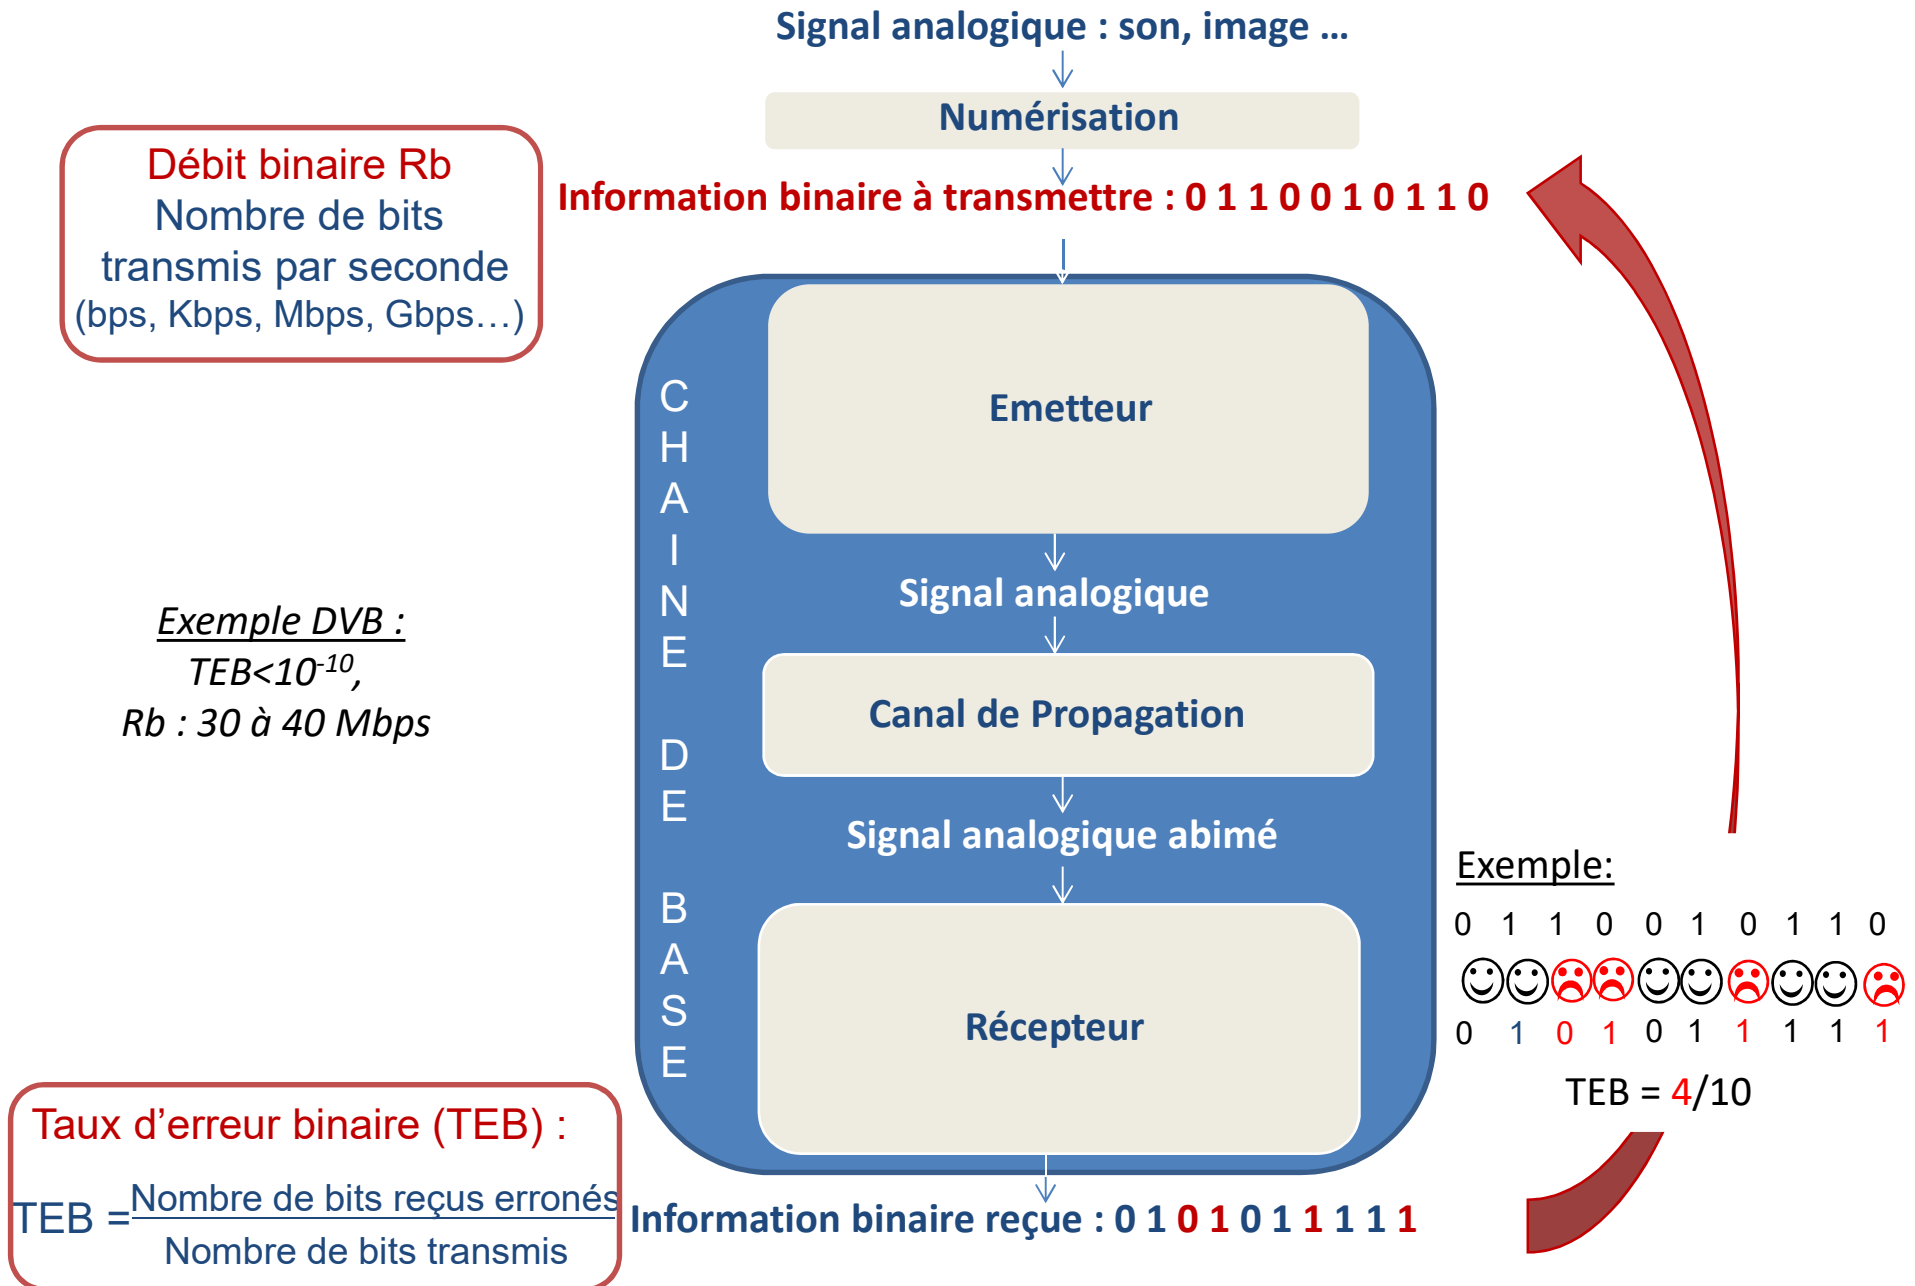 Signal analogique : son, image …
Numérisation
Débit binaire Rb
Nombre de bits
transmis par seconde
(bps, Kbps, Mbps, Gbps…)
Information binaire à transmettre : 0 1 1 0 0 1 0 1 1 0
CHAINE DE BASE
Emetteur
Signal analogique
Exemple DVB :
TEB<10⁻¹⁰,
Rb : 30 à 40 Mbps
Canal de Propagation
Signal analogique abimé
Récepteur
Exemple:
0 1 1 0 0 1 0 1 1 0
0 1 0 1 0 1 1 1 1 1
TEB = 4/10
Taux d’erreur binaire (TEB) :
TEB = Nombre de bits reçus erronés
Nombre de bits transmis
Information binaire reçue : 0 1 0 1 0 1 1 1 1 1